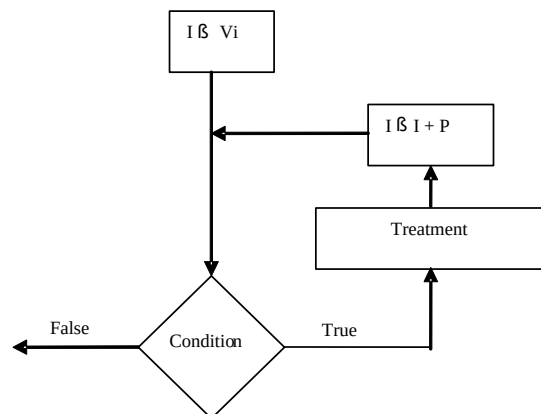 I ß Vi
I ß I + P
Treatment
Condition
False
True